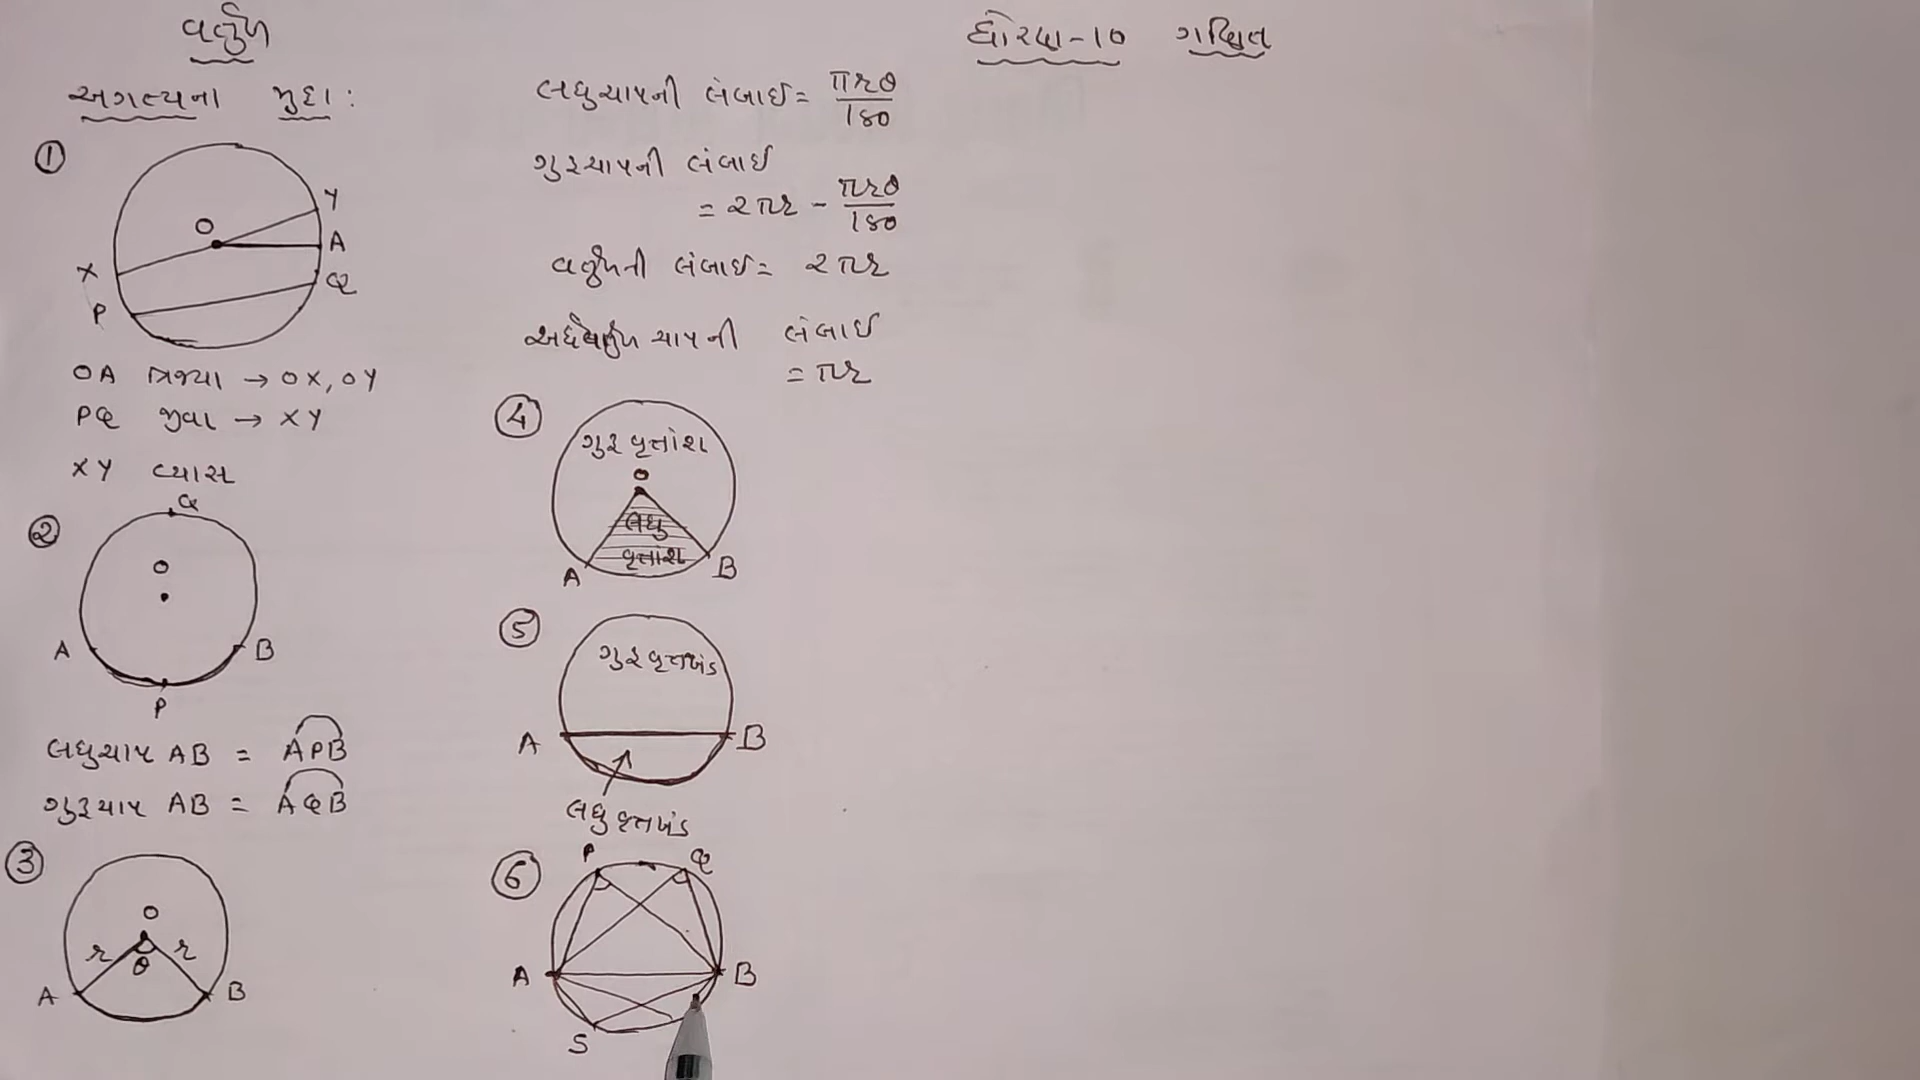 વર્તુળ
ધોરણ-૧૦ ગણિત
અગત્યના મુદ્દા :
①
O
Y
A
X
Q
P
OA ત્રિજ્યા → OX, OY
PQ જીવા → XY
XY વ્યાસ
②
Q
O
A
B
P
લઘુચાપ AB = APB
ગુરુચાપ AB = AQB
③
O
r
r
θ
A
B
લઘુચાપની લંબાઈ = πrθ/180
ગુરુચાપની લંબાઈ
= 2πr - πrθ/180
વર્તુળની લંબાઈ = 2πr
અર્ધવર્તુળ ચાપની લંબાઈ
= πr
④
ગુરુ વૃત્તાંશ
O
લઘુ
વૃત્તાંશ
A
B
⑤
ગુરુ વૃત્તખંડ
A
B
લઘુ વૃત્તખંડ
⑥
P
Q
A
B
S